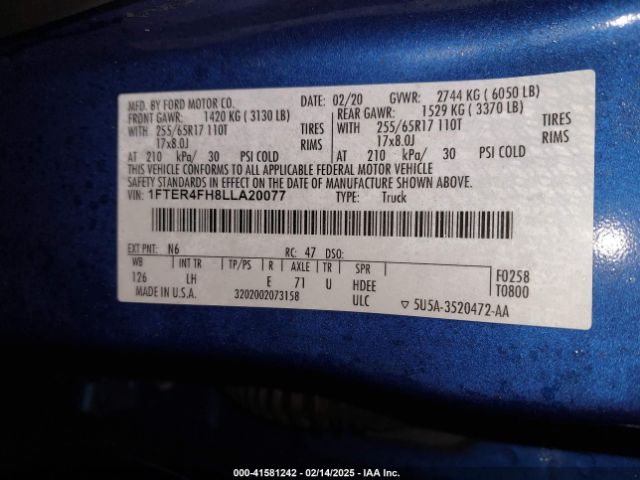 MFD. BY FORD MOTOR CO. DATE: 02/20 GVWR: 2744 KG ( 6050 LB)
FRONT GAWR: 1420 KG ( 3130 LB) REAR GAWR: 1529 KG ( 3370 LB)
WITH 255/65R17 110T TIRES WITH 255/65R17 110T TIRES
17x8.0J RIMS 17x8.0J RIMS
AT 210 kPa/ 30 PSI COLD AT 210 kPa/ 30 PSI COLD
THIS VEHICLE CONFORMS TO ALL APPLICABLE FEDERAL MOTOR VEHICLE
SAFETY STANDARDS IN EFFECT ON THE DATE OF MANUFACTURE SHOWN ABOVE.
VIN: 1FTER4FH8LLA20077 TYPE: Truck
EXT PNT: N6 RC: 47 DSO:
WB INT TR TP/PS R AXLE TR SPR F0258
126 LH E 71 U HDEE T0800
MADE IN U.S.A. 3202002073158 ULC ▽ 5U5A-3520472-AA
000-41581242 - 02/14/2025 - IAA Inc.